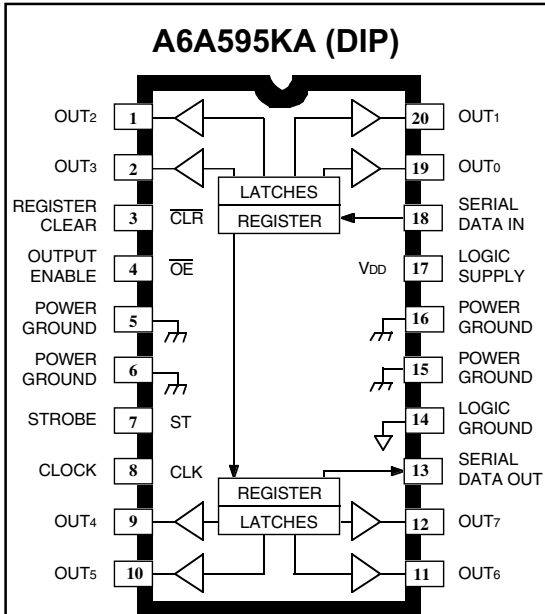 A6A595KA (DIP)
OUT2 1 20 OUT1
OUT3 2 19 OUT0
LATCHES
REGISTER
REGISTER
CLEAR
3 CLR 18
SERIAL
DATA IN
OUTPUT
ENABLE
4 OE VDD 17
LOGIC
SUPPLY
POWER
GROUND
5 16
POWER
GROUND
POWER
GROUND
6 15
POWER
GROUND
STROBE 7 ST 14
LOGIC
GROUND
CLOCK 8 CLK 13
SERIAL
DATA OUT
REGISTER
LATCHES
OUT4 9 12 OUT7
OUT5 10 11 OUT6